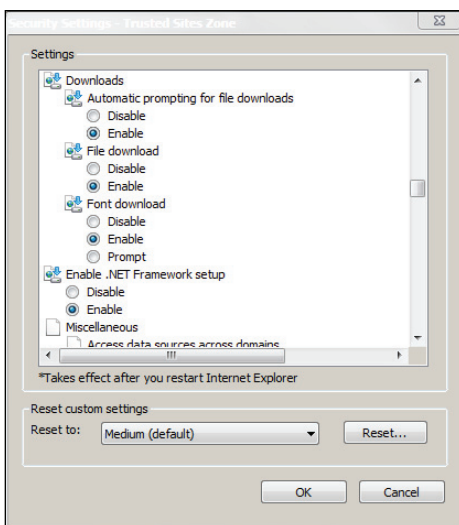 Security Settings - Trusted Sites Zone
Settings
Downloads
Automatic prompting for file downloads
Disable
Enable
File download
Disable
Enable
Font download
Disable
Enable
Prompt
Enable .NET Framework setup
Disable
Enable
Miscellaneous
Access data sources across domains
*Takes effect after you restart Internet Explorer
Reset custom settings
Reset to:
Medium (default)
Reset...
OK
Cancel